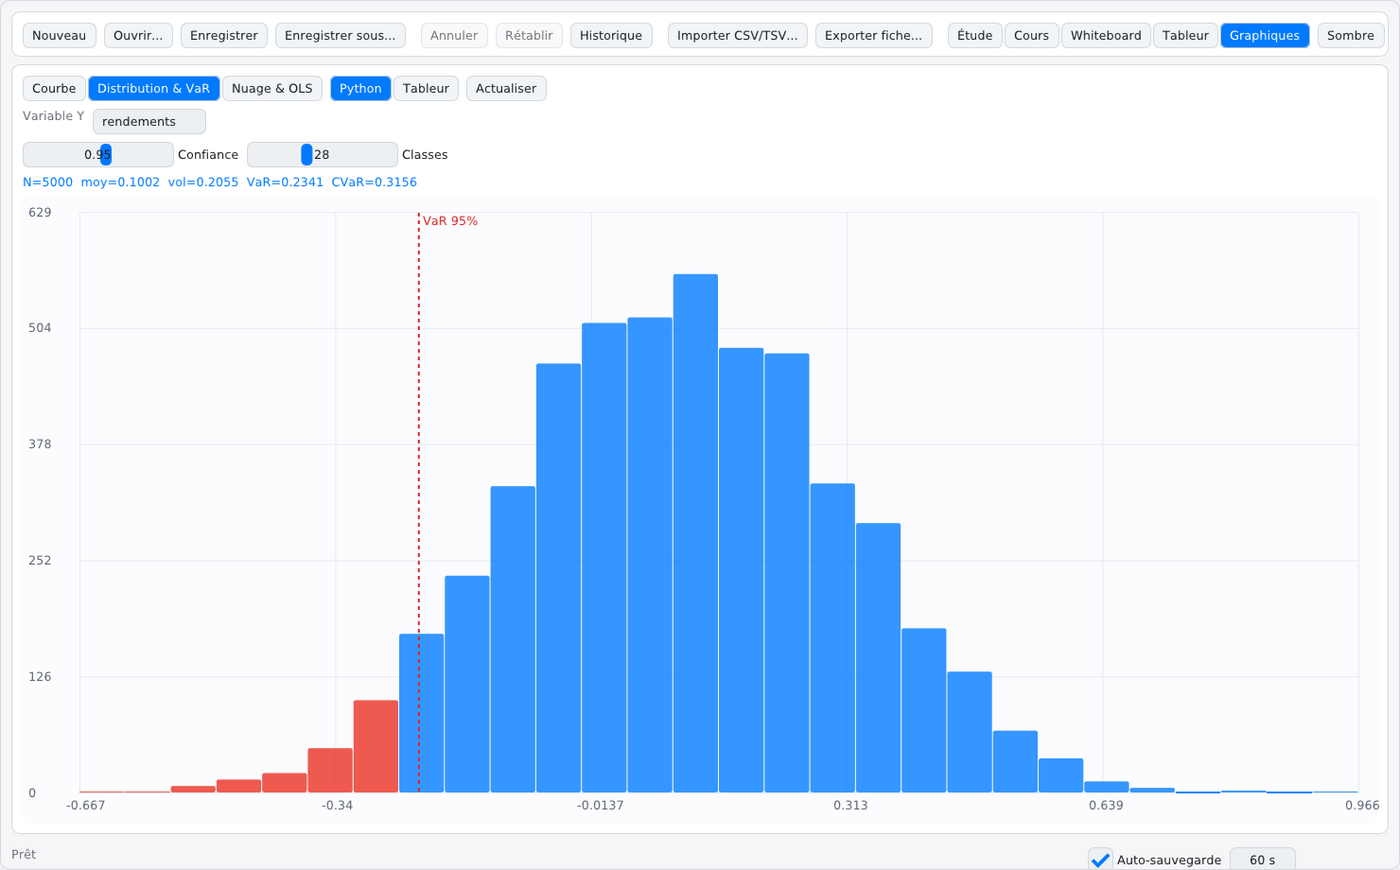 Nouveau Ouvrir... Enregistrer Enregistrer sous... Annuler Rétablir Historique Importer CSV/TSV... Exporter fiche... Étude Cours Whiteboard Tableur Graphiques Sombre
Courbe Distribution & VaR Nuage & OLS Python Tableur Actualiser
Variable Y rendements
0.95 Confiance 28 Classes
N=5000 moy=0.1002 vol=0.2055 VaR=0.2341 CVaR=0.3156
629
VaR 95%
504
378
252
126
0
-0.667 -0.34 -0.0137 0.313 0.639 0.966
Prêt Auto-sauvegarde 60 s